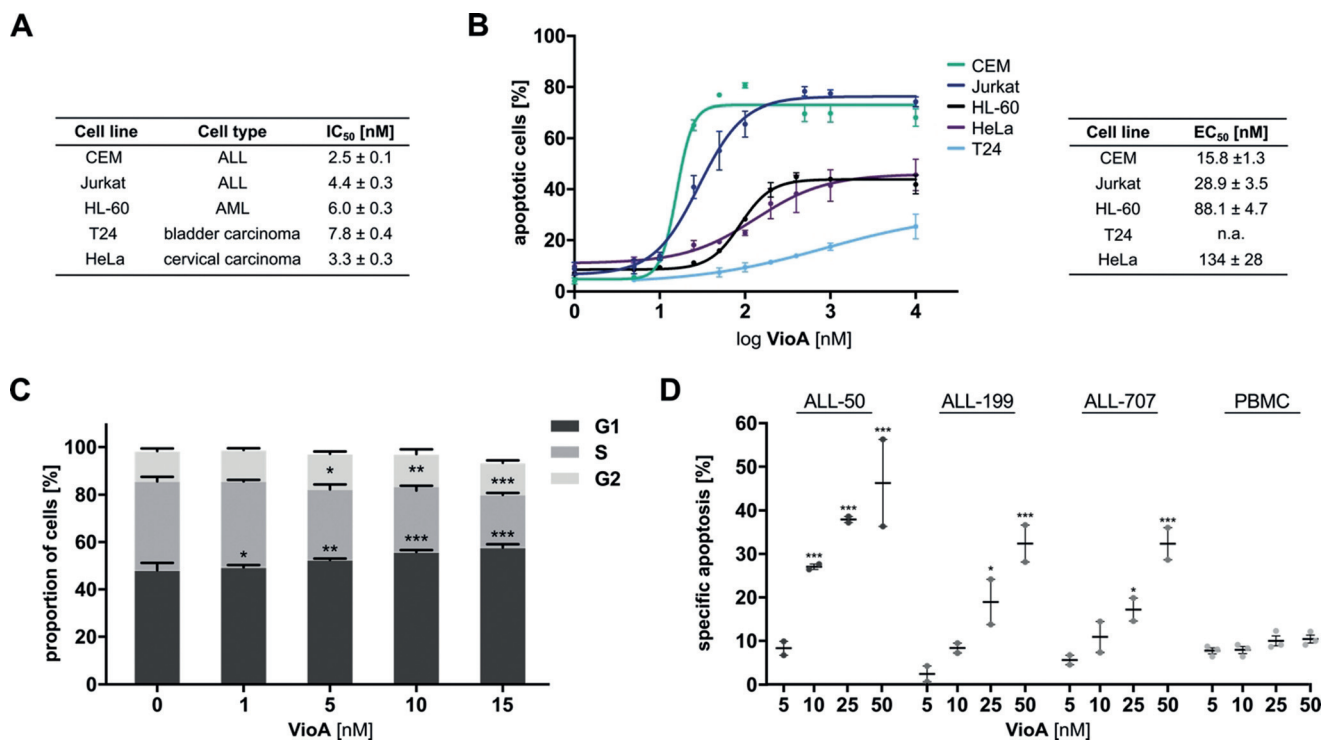 A
Cell line Cell type IC50 [nM]
CEM ALL 2.5 ± 0.1
Jurkat ALL 4.4 ± 0.3
HL-60 AML 6.0 ± 0.3
T24 bladder carcinoma 7.8 ± 0.4
HeLa cervical carcinoma 3.3 ± 0.3
B
100
80
60
40
20
0
apoptotic cells [%]
0 1 2 3 4
log VioA [nM]
CEM
Jurkat
HL-60
HeLa
T24
Cell line EC50 [nM]
CEM 15.8 ±1.3
Jurkat 28.9 ± 3.5
HL-60 88.1 ± 4.7
T24 n.a.
HeLa 134 ± 28
C
100
80
60
40
20
0
proportion of cells [%]
* ** ***
* ** *** ***
0 1 5 10 15
VioA [nM]
G1
S
G2
D
ALL-50 ALL-199 ALL-707 PBMC
60
50
40
30
20
10
0
specific apoptosis [%]
*** *** ***
* ***
* ***
5 10 25 50 5 10 25 50 5 10 25 50 5 10 25 50
VioA [nM]